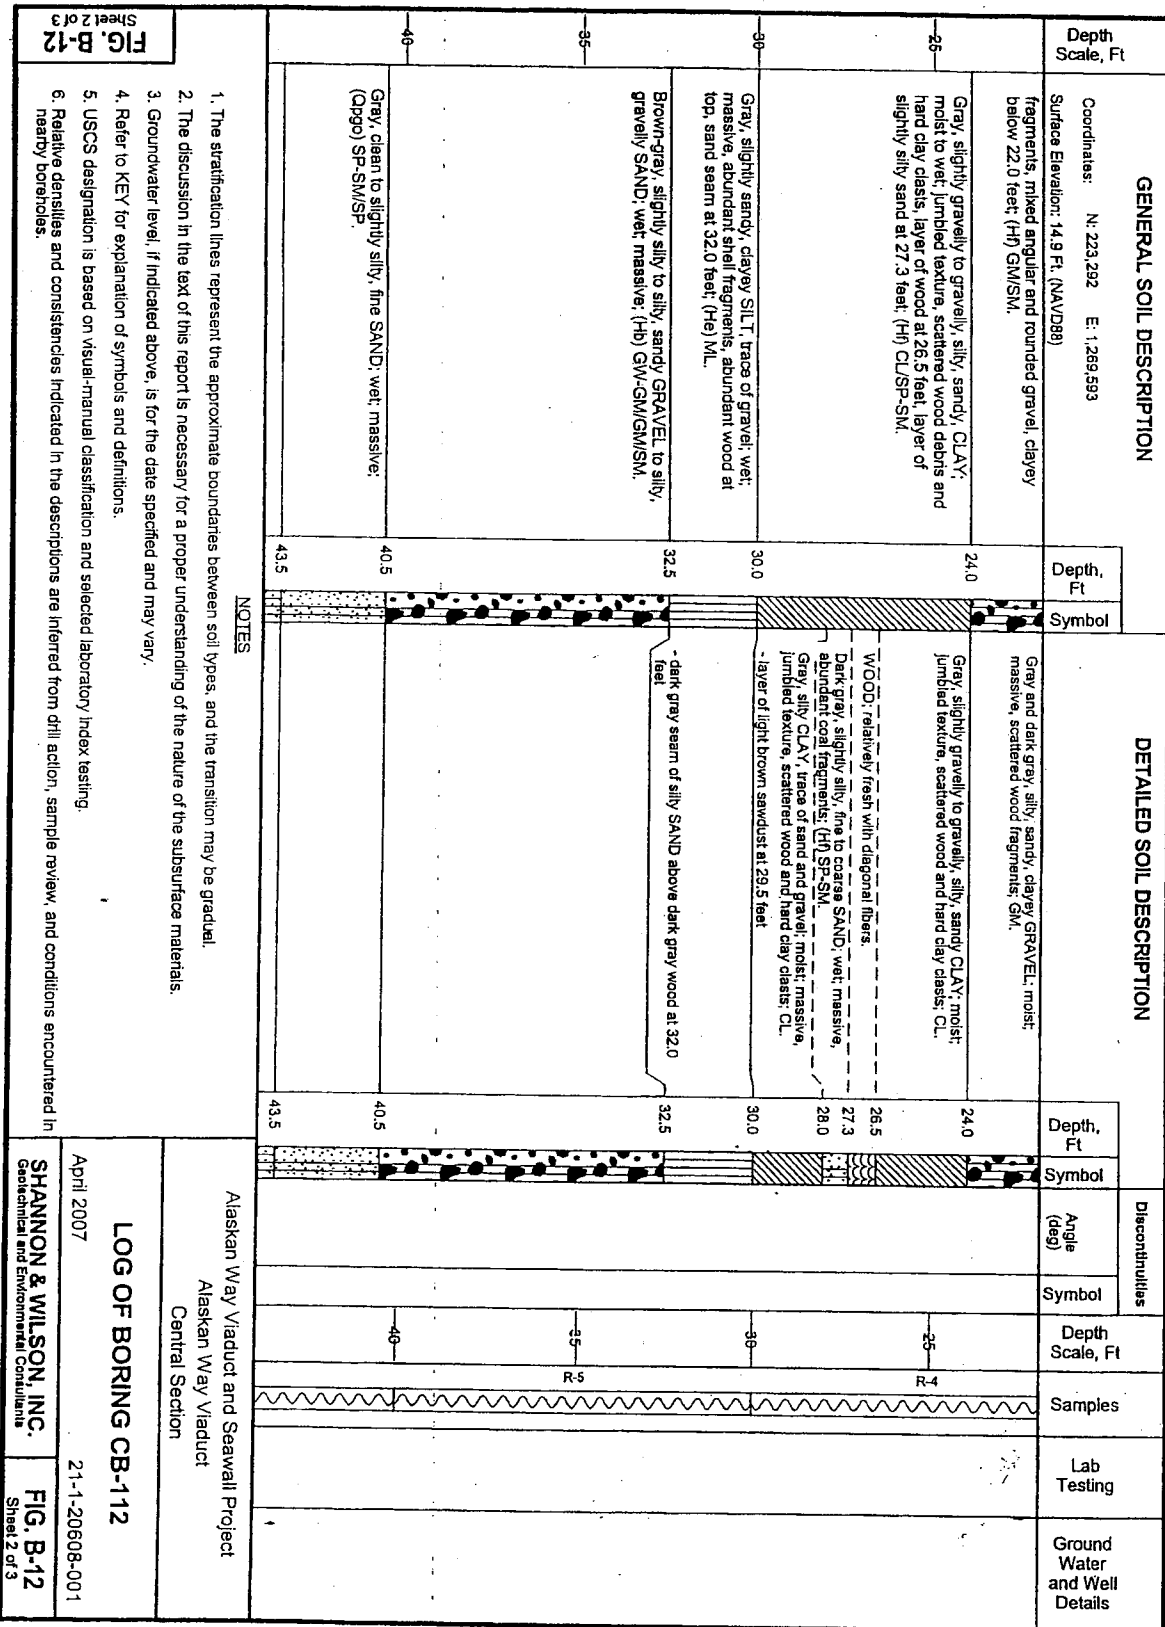 GENERAL SOIL DESCRIPTION
DETAILED SOIL DESCRIPTION
Discontinuities
Depth
Scale, Ft
Coordinates: N: 223,292 E: 1,269,593
Surface Elevation: 14.9 Ft. (NAVD88)
Depth,
Ft
Symbol
Depth,
Ft
Symbol
Angle
(deg)
Symbol
Depth
Scale, Ft
Samples
Lab
Testing
Ground
Water
and Well
Details
fragments, mixed angular and rounded gravel, clayey
below 22.0 feet; (Hf) GM/SM.
Gray, slightly gravelly to gravelly, silty, sandy, CLAY;
moist to wet; jumbled texture, scattered wood debris and
hard clay clasts, layer of wood at 26.5 feet, layer of
slightly silty sand at 27.3 feet; (Hf) CL/SP-SM.
Gray, slightly sandy, clayey SILT, trace of gravel; wet;
massive, abundant shell fragments, abundant wood at
top, sand seam at 32.0 feet; (He) ML.
Brown-gray, slightly silty to silty, sandy GRAVEL to silty,
gravelly SAND; wet; massive; (Hb) GW-GM/GM/SM.
Gray, clean to slightly silty, fine SAND; wet; massive;
(Qpgo) SP-SM/SP.
25
30
35
40
24.0
30.0
32.5
40.5
43.5
Gray and dark gray, silty, sandy, clayey GRAVEL; moist;
massive, scattered wood fragments; GM.
Gray, slightly gravelly to gravelly, silty, sandy CLAY; moist;
jumbled texture, scattered wood and hard clay clasts; CL.
WOOD; relatively fresh with diagonal fibers.
Dark gray, slightly silty, fine to coarse SAND; wet; massive,
abundant coal fragments; (Hf) SP-SM.
Gray, silty CLAY, trace of sand and gravel; moist; massive,
jumbled texture, scattered wood and hard clay clasts; CL.
- layer of light brown sawdust at 29.5 feet
- dark gray seam of silty SAND above dark gray wood at 32.0
feet
24.0
26.5
27.3
28.0
30.0
32.5
40.5
43.5
25
30
35
40
R-4
R-5
NOTES
1. The stratification lines represent the approximate boundaries between soil types, and the transition may be gradual.
2. The discussion in the text of this report is necessary for a proper understanding of the nature of the subsurface materials.
3. Groundwater level, if indicated above, is for the date specified and may vary.
4. Refer to KEY for explanation of symbols and definitions.
5. USCS designation is based on visual-manual classification and selected laboratory index testing.
6. Relative densities and consistencies indicated in the descriptions are inferred from drill action, sample review, and conditions encountered in
nearby boreholes.
Alaskan Way Viaduct and Seawall Project
Alaskan Way Viaduct
Central Section
LOG OF BORING CB-112
April 2007 21-1-20608-001
SHANNON & WILSON, INC.
Geotechnical and Environmental Consultants
FIG. B-12
Sheet 2 of 3
FIG. B-12
Sheet 2 of 3